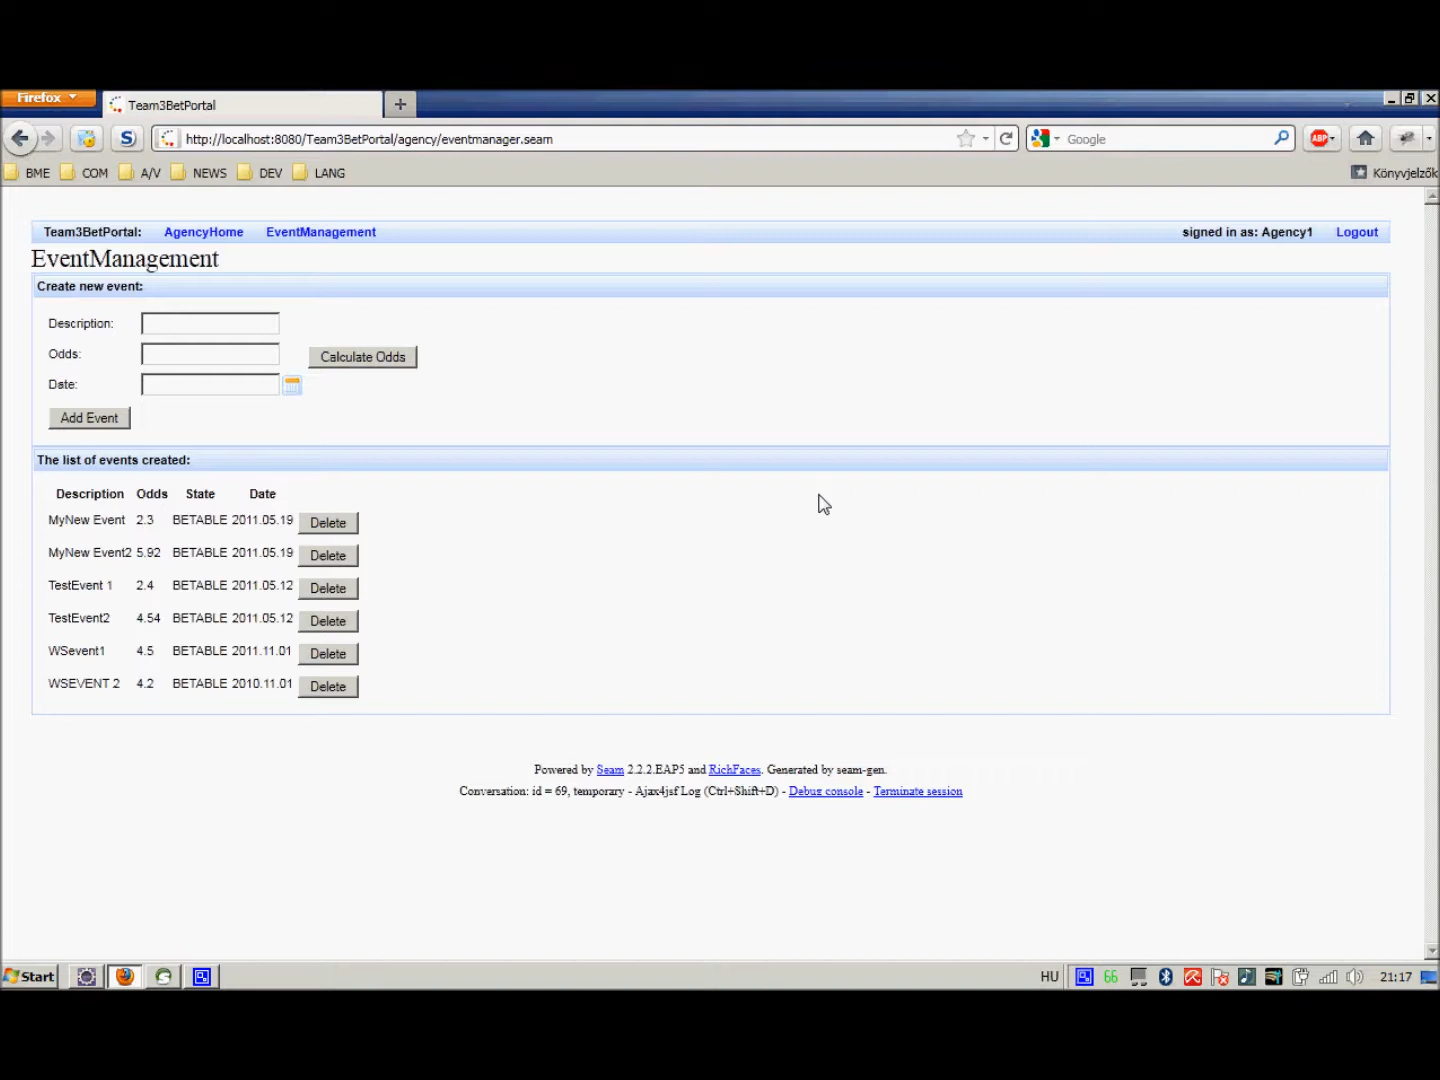 Firefox
Team3BetPortal
http://localhost:8080/Team3BetPortal/agency/eventmanager.seam
Google
ABP
BME COM A/V NEWS DEV LANG Könyvjelzők
Team3BetPortal: AgencyHome EventManagement signed in as: Agency1 Logout
EventManagement
Create new event:
Description:
Odds: Calculate Odds
Date:
Add Event
The list of events created:
Description Odds State Date
MyNew Event 2.3 BETABLE 2011.05.19 Delete
MyNew Event2 5.92 BETABLE 2011.05.19 Delete
TestEvent 1 2.4 BETABLE 2011.05.12 Delete
TestEvent2 4.54 BETABLE 2011.05.12 Delete
WSevent1 4.5 BETABLE 2011.11.01 Delete
WSEVENT 2 4.2 BETABLE 2010.11.01 Delete
Powered by Seam 2.2.2.EAP5 and RichFaces. Generated by seam-gen.
Conversation: id = 69, temporary - Ajax4jsf Log (Ctrl+Shift+D) - Debug console - Terminate session
Start HU 66 21:17